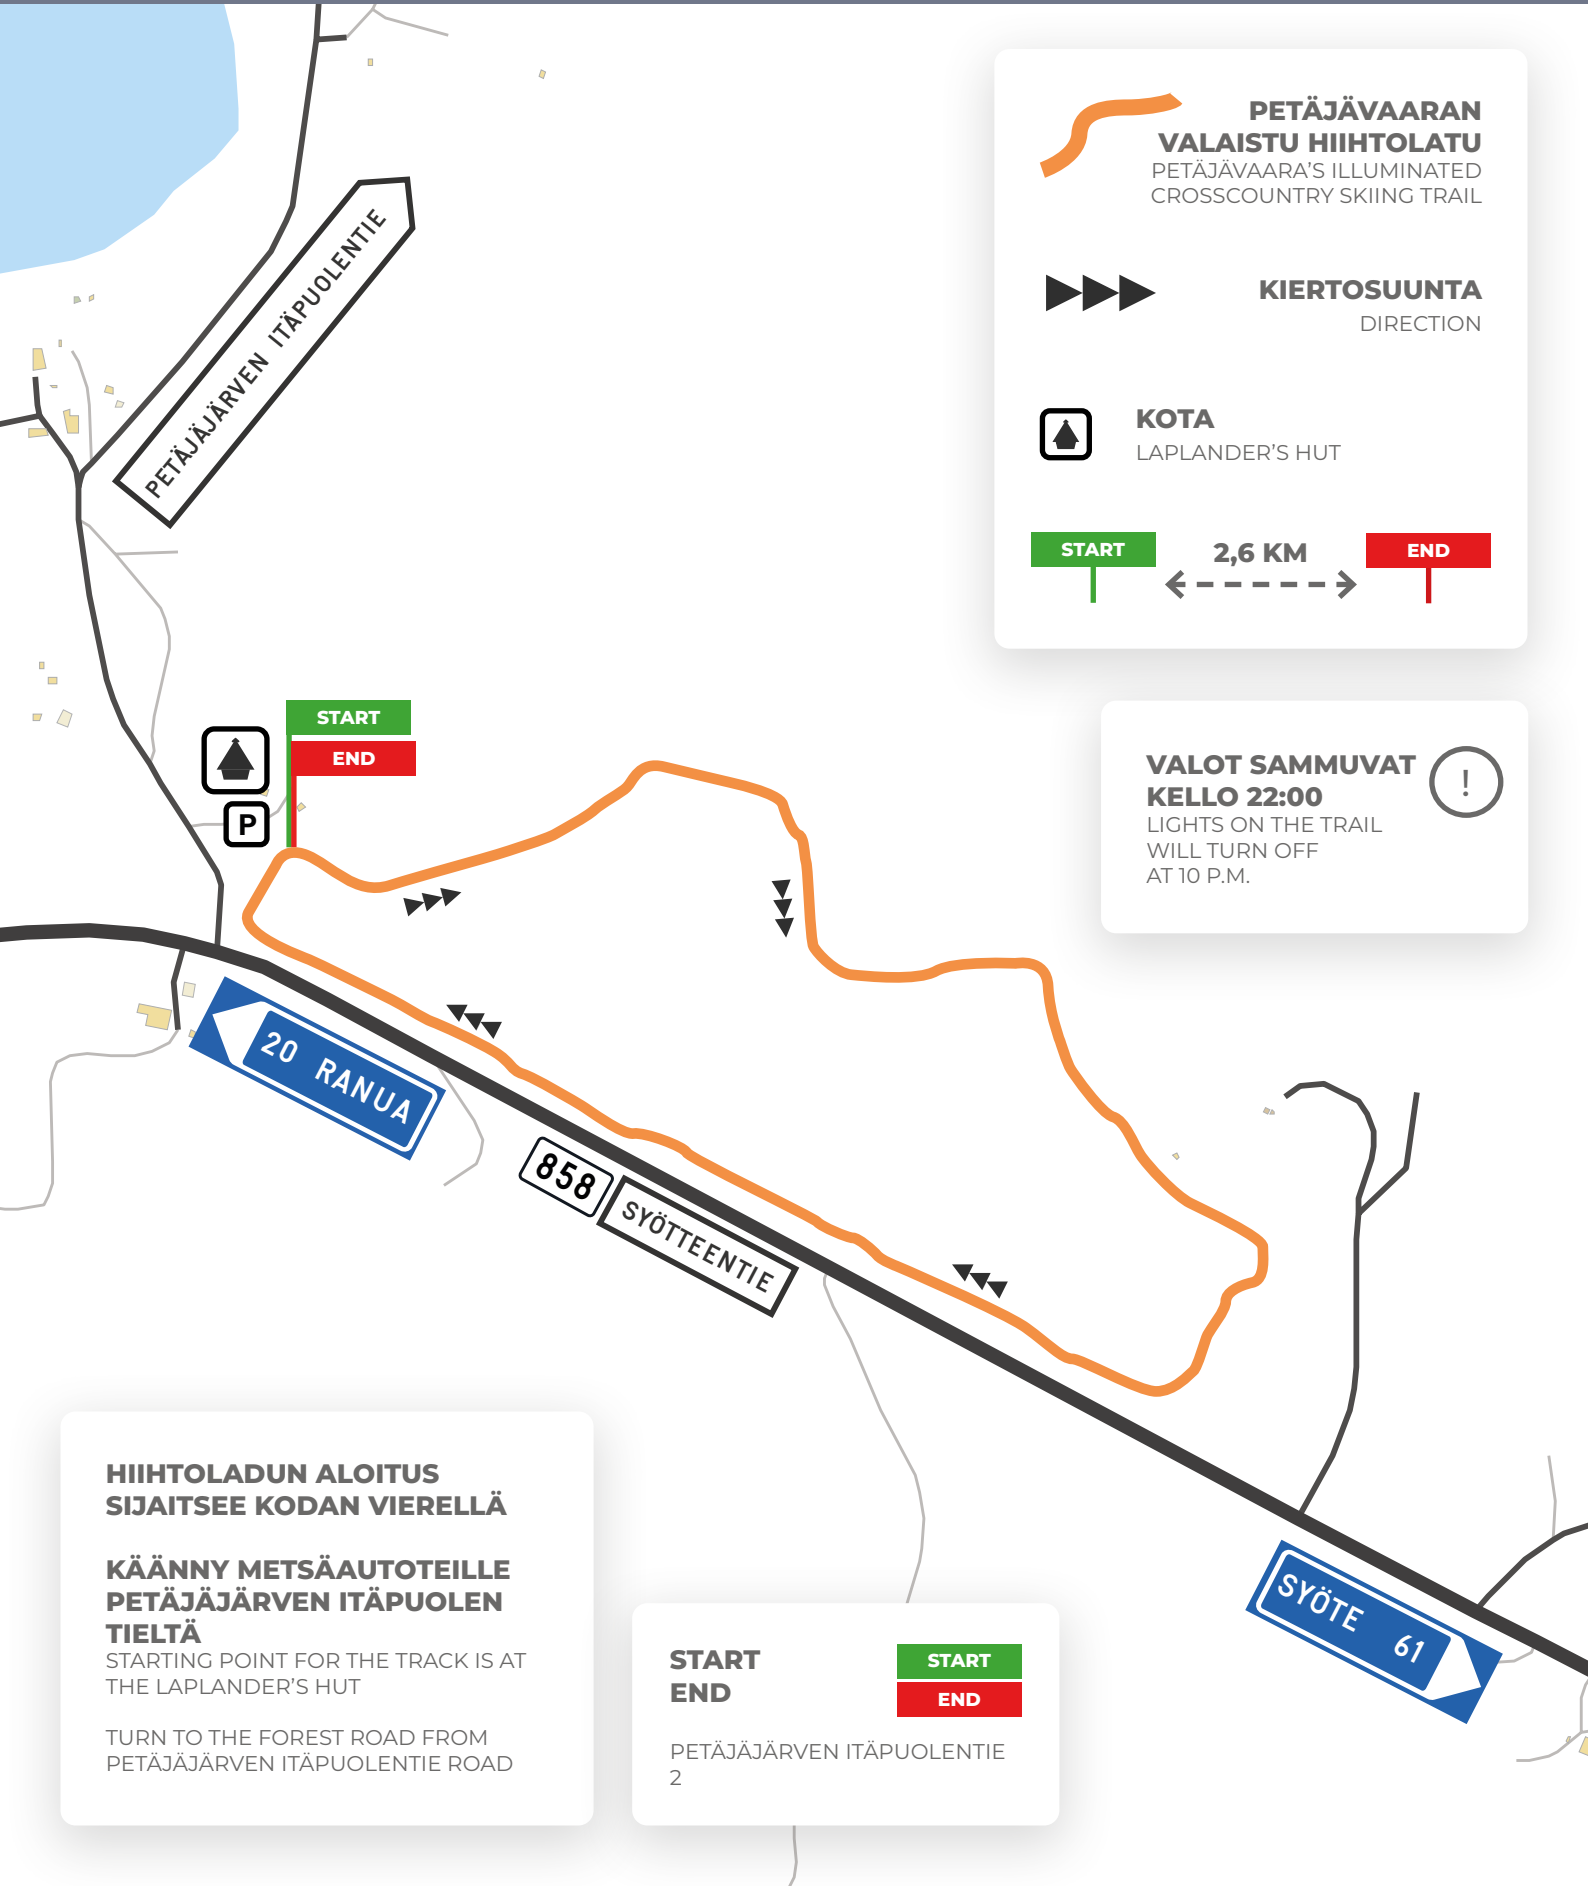 PETÄJÄVAARAN
VALAISTU HIIHTOLATU
PETÄJÄVAARA'S ILLUMINATED
CROSSCOUNTRY SKIING TRAIL
KIERTOSUUNTA
DIRECTION
KOTA
LAPLANDER'S HUT
START
2,6 KM
END
PETÄJÄJÄRVEN ITÄPUOLENTIE
START
END
P
VALOT SAMMUVAT
KELLO 22:00
!
LIGHTS ON THE TRAIL
WILL TURN OFF
AT 10 P.M.
20 RANUA
858
SYÖTTEENTIE
SYÖTE 61
HIIHTOLADUN ALOITUS
SIJAITSEE KODAN VIERELLÄ
KÄÄNNY METSÄAUTOTEILLE
PETÄJÄJÄRVEN ITÄPUOLEN
TIELTÄ
STARTING POINT FOR THE TRACK IS AT
THE LAPLANDER'S HUT
TURN TO THE FOREST ROAD FROM
PETÄJÄJÄRVEN ITÄPUOLENTIE ROAD
START
END
START
END
PETÄJÄJÄRVEN ITÄPUOLENTIE
2